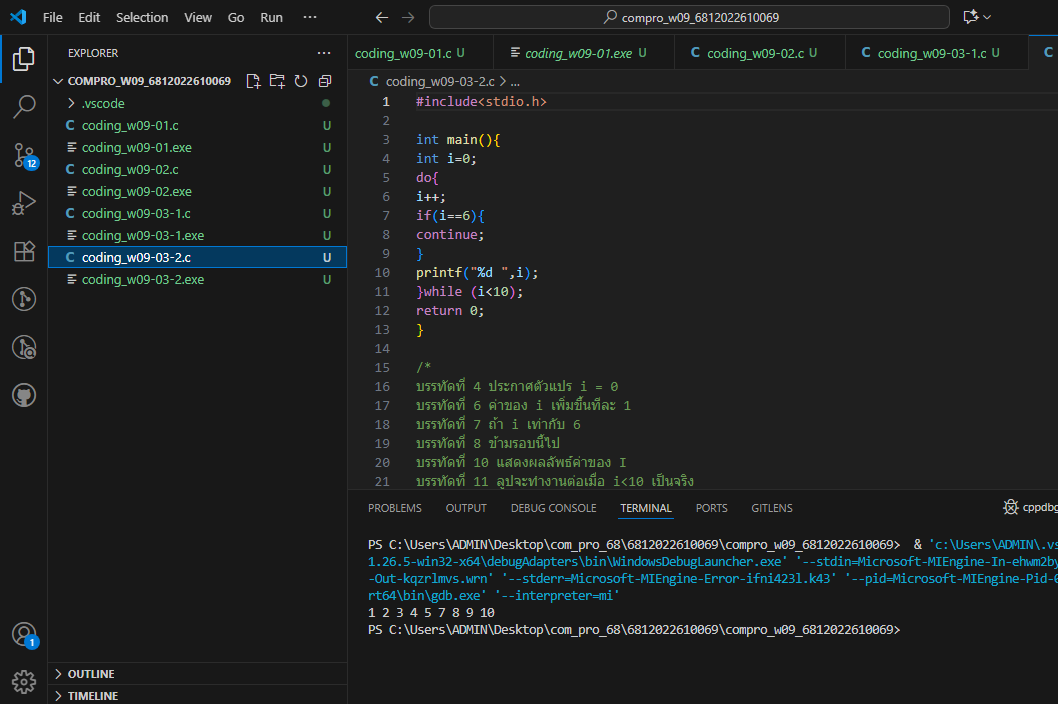 File Edit Selection View Go Run ···
compro_w09_6812022610069
EXPLORER
COMPRO_W09_6812022610069
.vscode
C coding_w09-01.c U
coding_w09-01.exe U
C coding_w09-02.c U
coding_w09-02.exe U
C coding_w09-03-1.c U
coding_w09-03-1.exe U
C coding_w09-03-2.c U
coding_w09-03-2.exe U
12
1
OUTLINE
TIMELINE
coding_w09-01.c U coding_w09-01.exe U C coding_w09-02.c U C coding_w09-03-1.c U C
C coding_w09-03-2.c > ...
1 #include<stdio.h>
2
3 int main(){
4 int i=0;
5 do{
6 i++;
7 if(i==6){
8 continue;
9 }
10 printf("%d ",i);
11 }while (i<10);
12 return 0;
13 }
14
15 /*
16 บรรทัดที่ 4 ประกาศตัวแปร i = 0
17 บรรทัดที่ 6 ค่าของ i เพิ่มขึ้นทีละ 1
18 บรรทัดที่ 7 ถ้า i เท่ากับ 6
19 บรรทัดที่ 8 ข้ามรอบนี้ไป
20 บรรทัดที่ 10 แสดงผลลัพธ์ค่าของ I
21 บรรทัดที่ 11 ลูปจะทำงานต่อเมื่อ i<10 เป็นจริง
PROBLEMS OUTPUT DEBUG CONSOLE TERMINAL PORTS GITLENS cppdbg
PS C:\Users\ADMIN\Desktop\com_pro_68\6812022610069\compro_w09_6812022610069> & 'c:\Users\ADMIN\.vs
1.26.5-win32-x64\debugAdapters\bin\WindowsDebugLauncher.exe' '--stdin=Microsoft-MIEngine-In-ehwm2by
-Out-kqzrlmvs.wrn' '--stderr=Microsoft-MIEngine-Error-ifni423l.k43' '--pid=Microsoft-MIEngine-Pid-
rt64\bin\gdb.exe' '--interpreter=mi'
1 2 3 4 5 7 8 9 10
PS C:\Users\ADMIN\Desktop\com_pro_68\6812022610069\compro_w09_6812022610069>